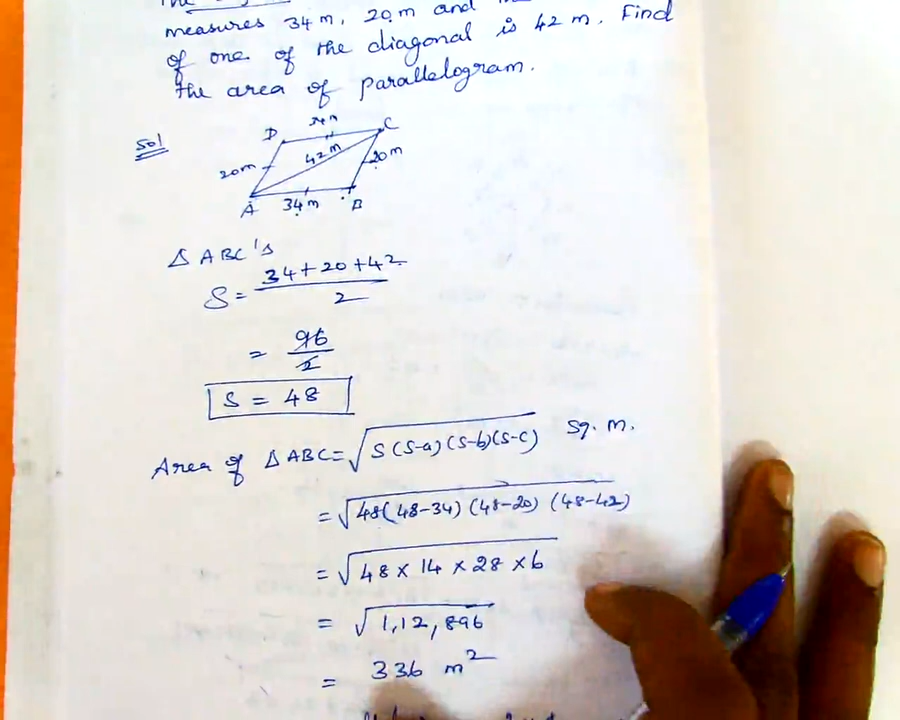 measures 34 m, 20 m and
of one of the diagonal is 42 m. Find
the area of parallelogram.
Sol
D
C
20m
42m
20m
A
34m
B
Δ ABC's
S = 34+20+42
2
= 96
2
S = 48
Area of Δ ABC = √S(S-a)(S-b)(S-c) Sq. m.
= √48(48-34)(48-20)(48-42)
= √48 × 14 × 28 × 6
= √1,12,896
= 336 m²